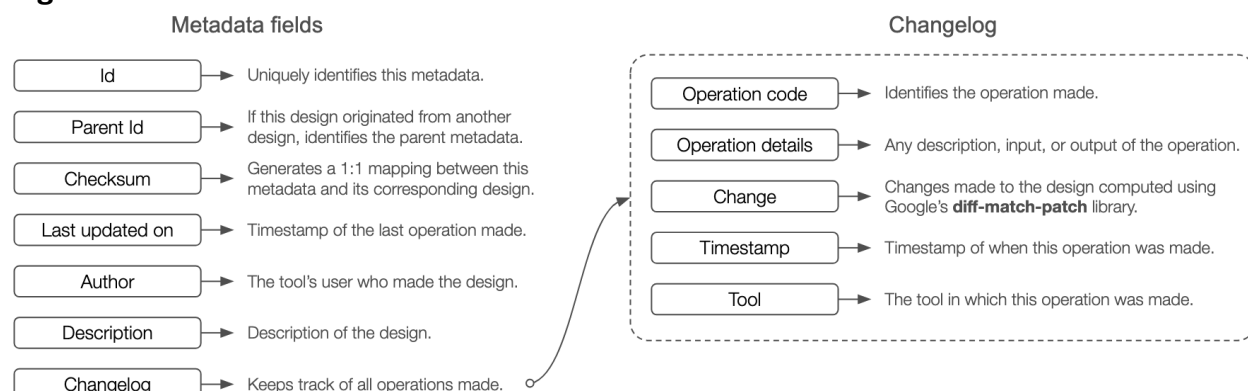 Metadata fields
Id
Uniquely identifies this metadata.
Parent Id
If this design originated from another
design, identifies the parent metadata.
Checksum
Generates a 1:1 mapping between this
metadata and its corresponding design.
Last updated on
Timestamp of the last operation made.
Author
The tool's user who made the design.
Description
Description of the design.
Changelog
Keeps track of all operations made.
Changelog
Operation code
Identifies the operation made.
Operation details
Any description, input, or output of the operation.
Change
Changes made to the design computed using
Google's diff-match-patch library.
Timestamp
Timestamp of when this operation was made.
Tool
The tool in which this operation was made.